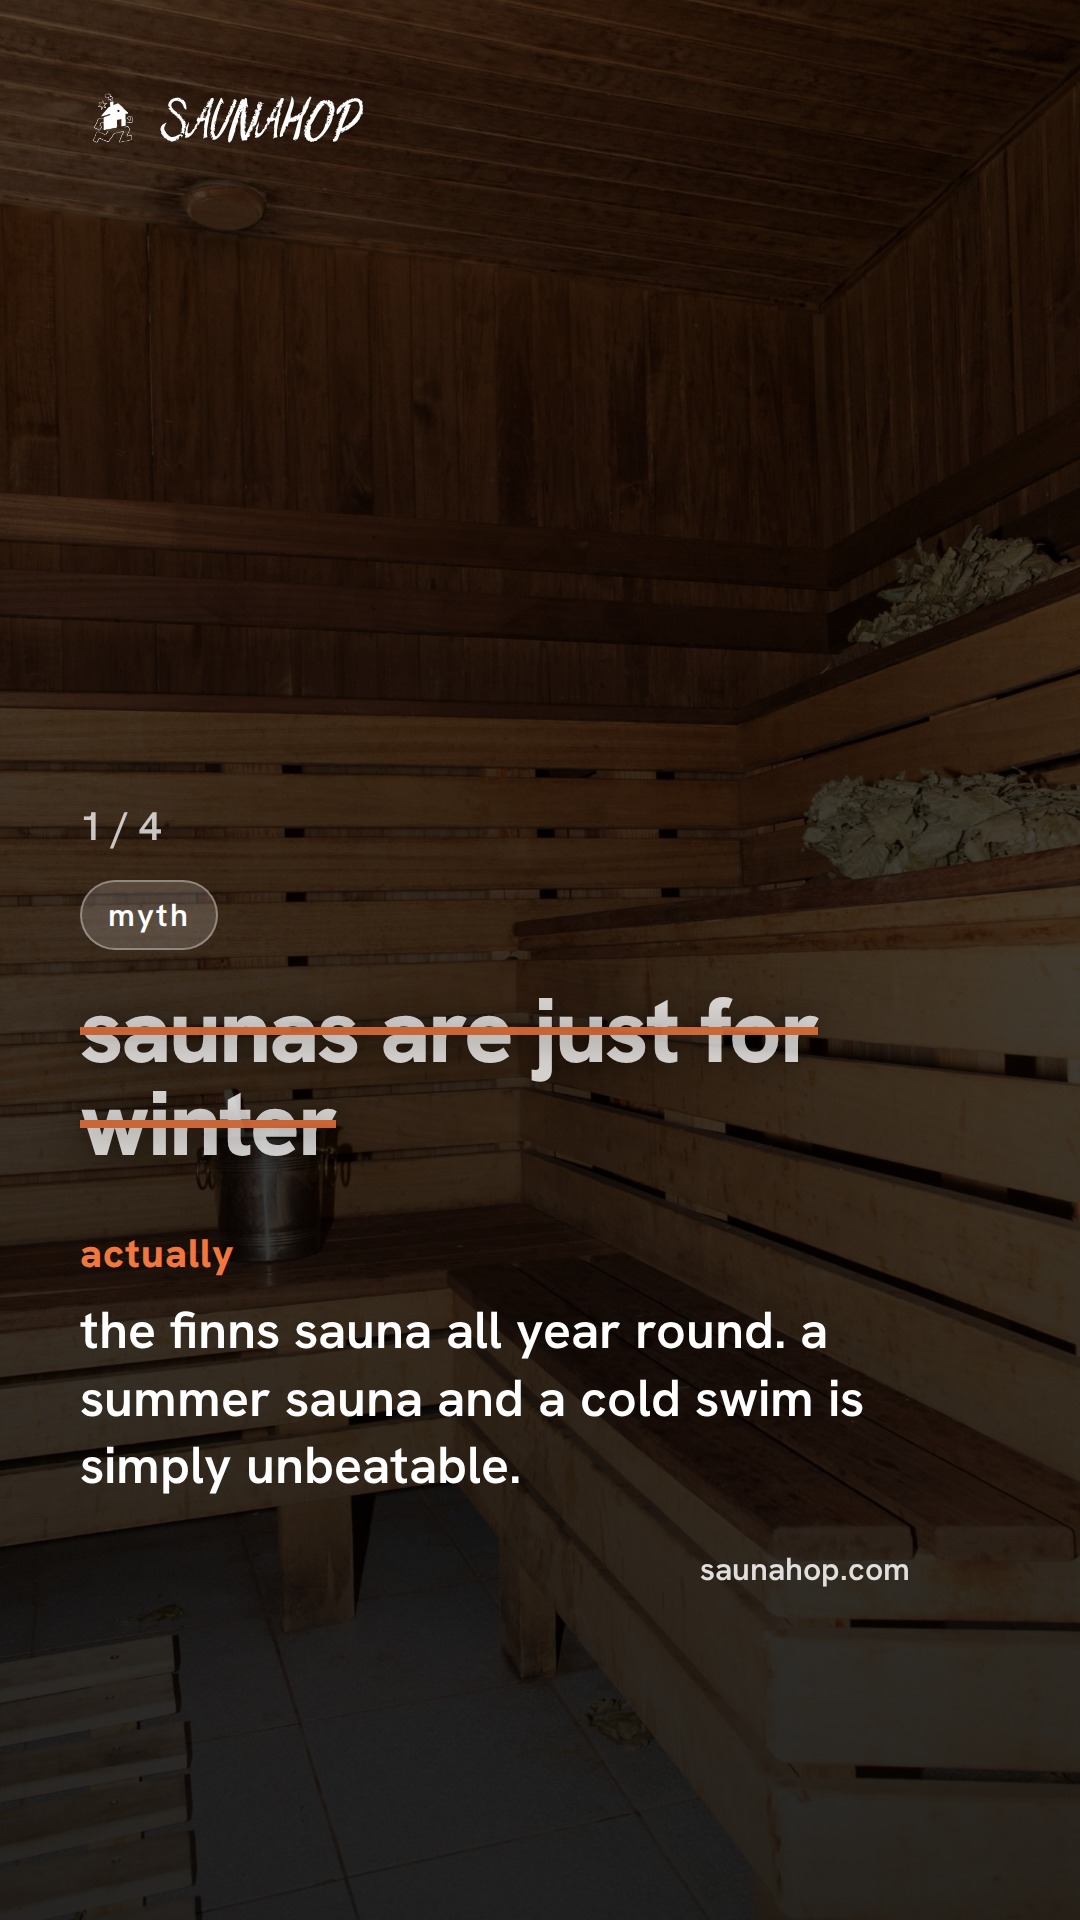 SAUNAHOP
1 / 4
myth
saunas are just for
winter
actually
the finns sauna all year round. a
summer sauna and a cold swim is
simply unbeatable.
saunahop.com